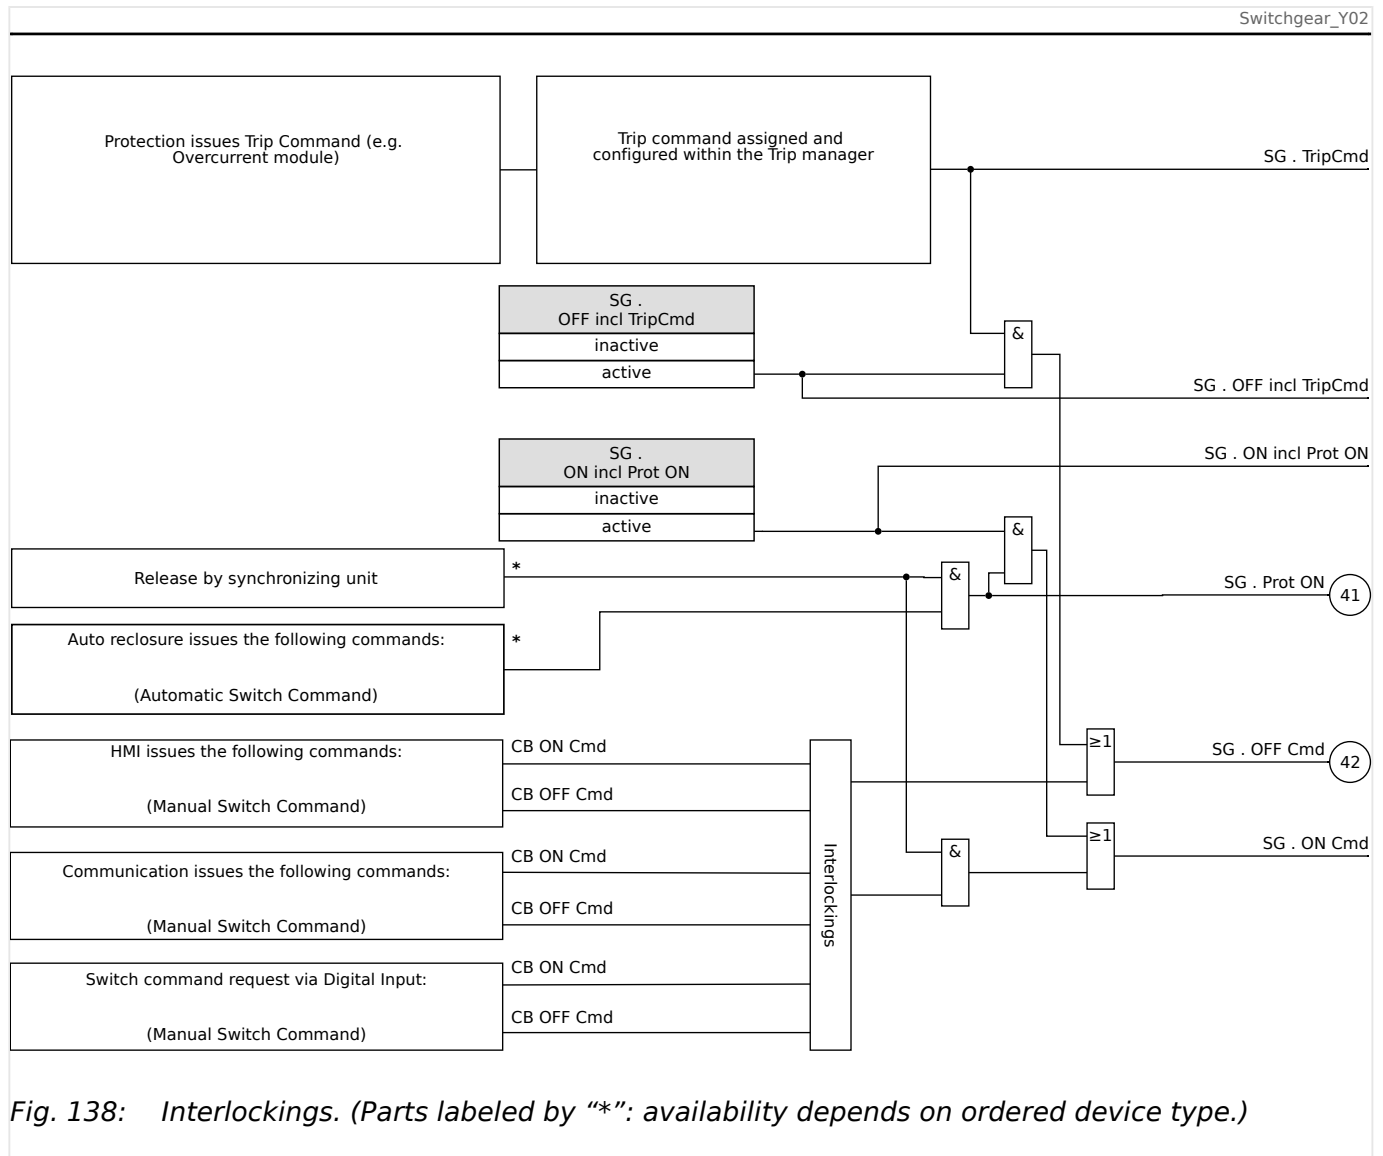 Switchgear_Y02
Protection issues Trip Command (e.g.
Overcurrent module)
Trip command assigned and
configured within the Trip manager
SG . TripCmd
SG .
OFF incl TripCmd
inactive
active
&
SG . OFF incl TripCmd
SG .
ON incl Prot ON
inactive
active
SG . ON incl Prot ON
&
Release by synchronizing unit
*
&
SG . Prot ON
41
Auto reclosure issues the following commands:
*
(Automatic Switch Command)
HMI issues the following commands:
(Manual Switch Command)
CB ON Cmd
CB OFF Cmd
≥1
SG . OFF Cmd
42
Communication issues the following commands:
(Manual Switch Command)
CB ON Cmd
CB OFF Cmd
Interlockings
&
≥1
SG . ON Cmd
Switch command request via Digital Input:
(Manual Switch Command)
CB ON Cmd
CB OFF Cmd
Fig. 138: Interlockings. (Parts labeled by “*”: availability depends on ordered device type.)